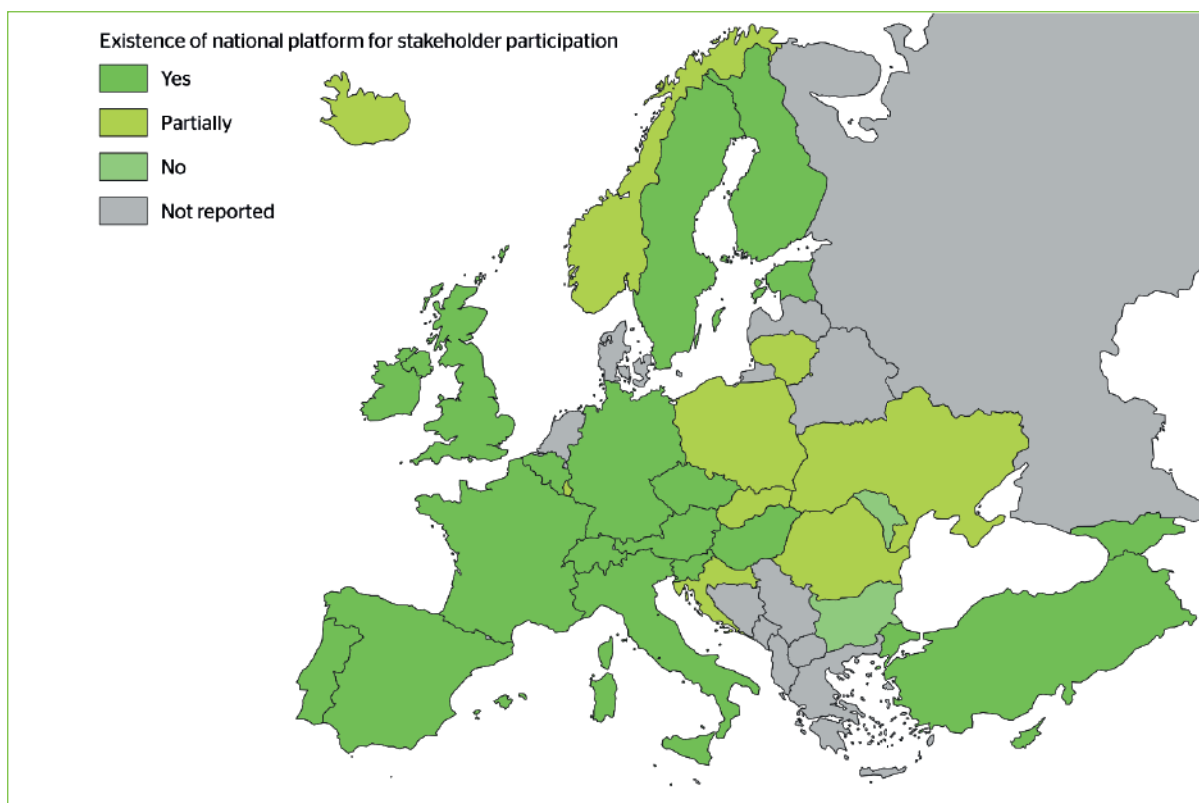 Existence of national platform for stakeholder participation
Yes
Partially
No
Not reported